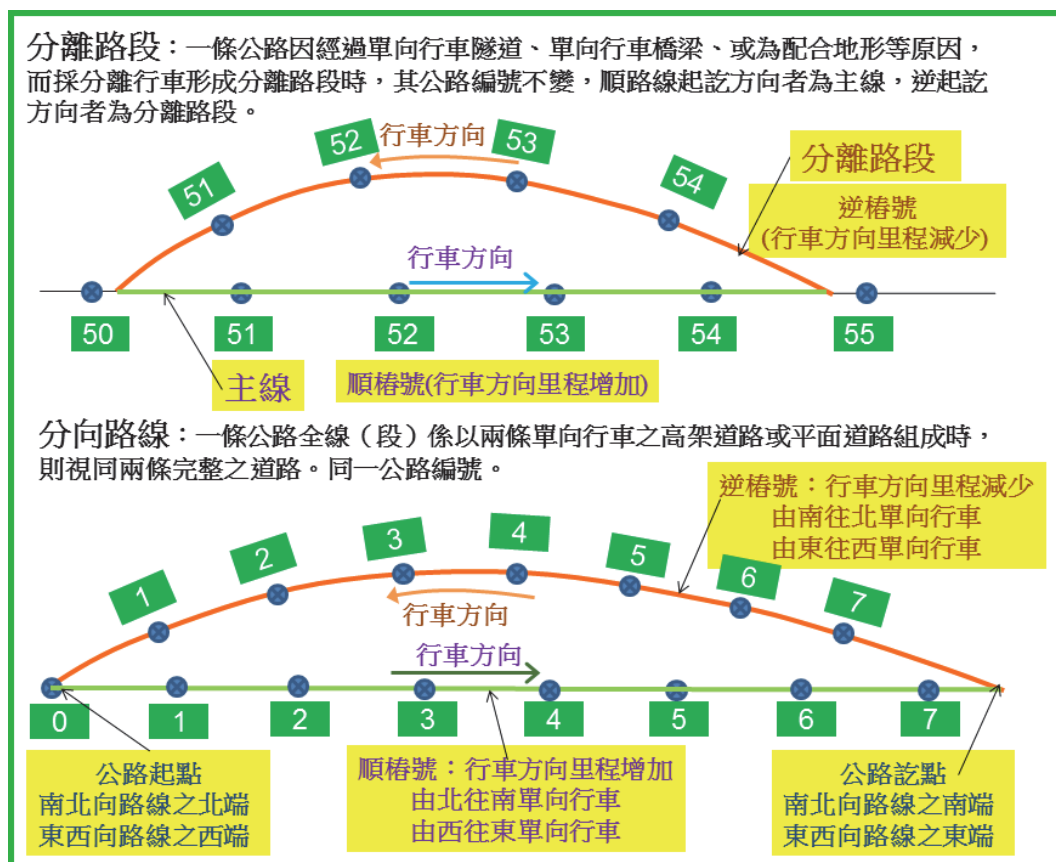 分離路段：一條公路因經過單向行車隧道、單向行車橋梁、或為配合地形等原因，
而採分離行車形成分離路段時，其公路編號不變，順路線起訖方向者為主線，逆起訖
方向者為分離路段。
52
行車方向
53
分離路段
51
54
逆樁號
(行車方向里程減少)
行車方向
50
51
52
53
54
55
主線
順樁號(行車方向里程增加)
分向路線：一條公路全線（段）係以兩條單向行車之高架道路或平面道路組成時，
則視同兩條完整之道路。同一公路編號。
逆樁號：行車方向里程減少
由南往北單向行車
由東往西單向行車
1
2
3
4
5
6
7
行車方向
行車方向
0
1
2
3
4
5
6
7
公路起點
南北向路線之北端
東西向路線之西端
順樁號：行車方向里程增加
由北往南單向行車
由西往東單向行車
公路訖點
南北向路線之南端
東西向路線之東端